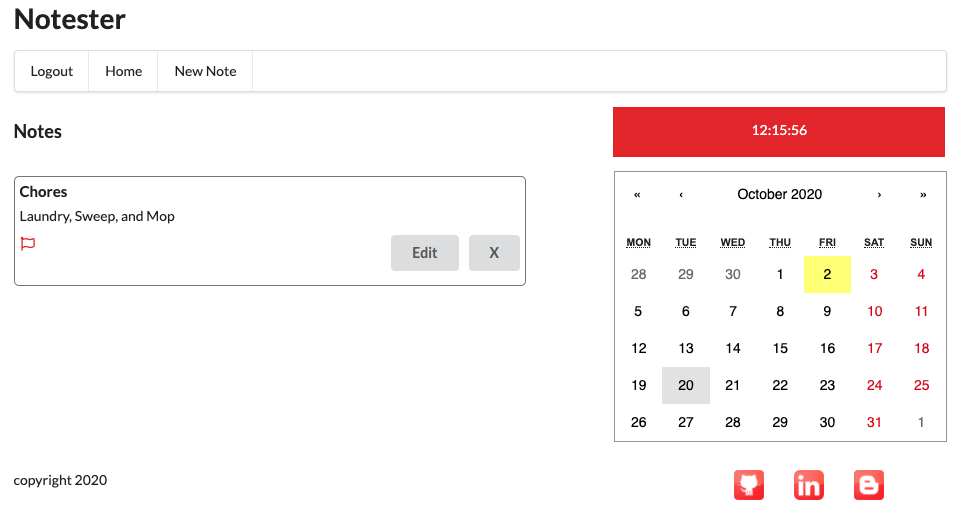 Notester
Logout Home New Note
Notes
12:15:56
Chores
Laundry, Sweep, and Mop
Edit X
« ‹ October 2020 › »
MON TUE WED THU FRI SAT SUN
28 29 30 1 2 3 4
5 6 7 8 9 10 11
12 13 14 15 16 17 18
19 20 21 22 23 24 25
26 27 28 29 30 31 1
copyright 2020
in B